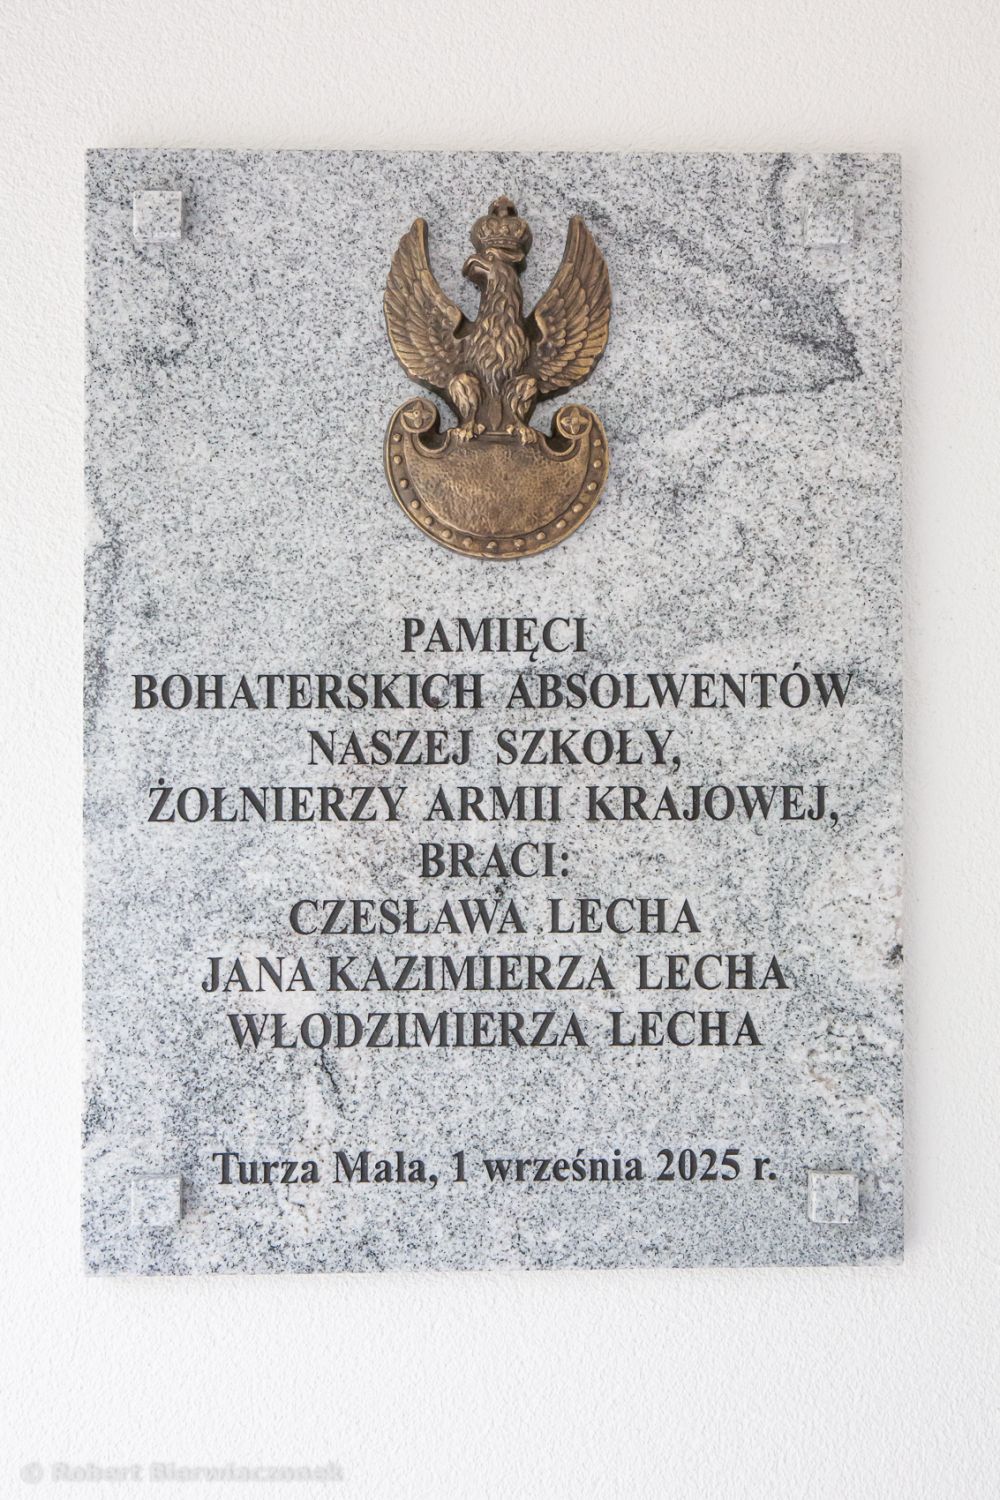 PAMIĘCI
BOHATERSKICH ABSOLWENTÓW
NASZEJ SZKOŁY,
ŻOŁNIERZY ARMII KRAJOWEJ,
BRACI:
CZESŁAWA LECHA
JANA KAZIMIERZA LECHA
WŁODZIMIERZA LECHA
Turza Mała, 1 września 2025 r.
© Robert Bierwiaczonek